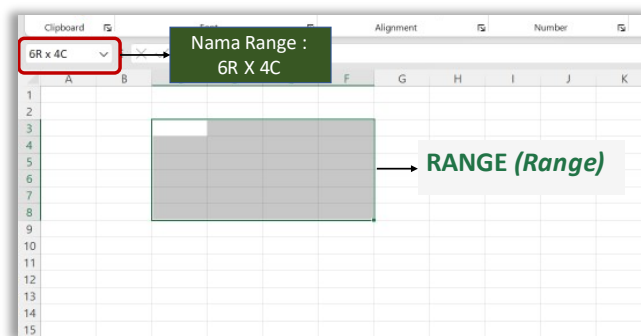 Clipboard Font Alignment Number
6R x 4C
Nama Range :
6R X 4C
A B F G H I J K
1
2
3
4
5
6
7
8
9
10
11
12
13
14
15
RANGE (Range)